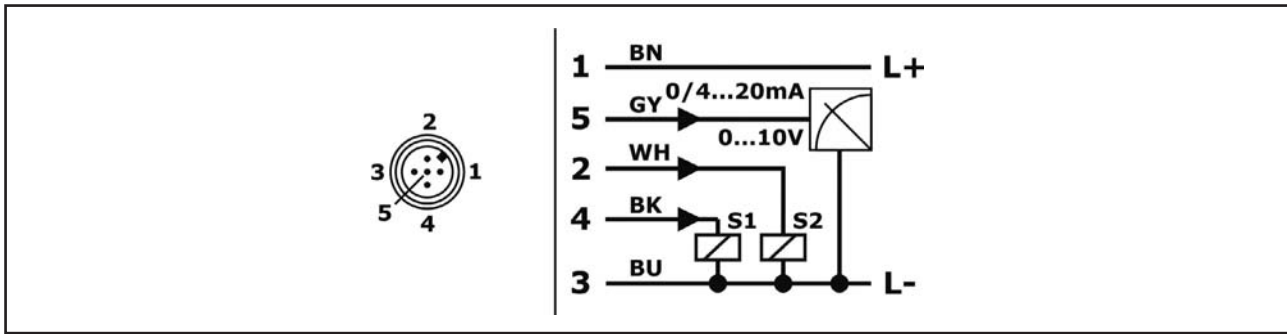 2
3 1
5
4
1 BN L+
5 GY 0/4...20mA
0...10V
2 WH
4 BK S1 S2
3 BU L-